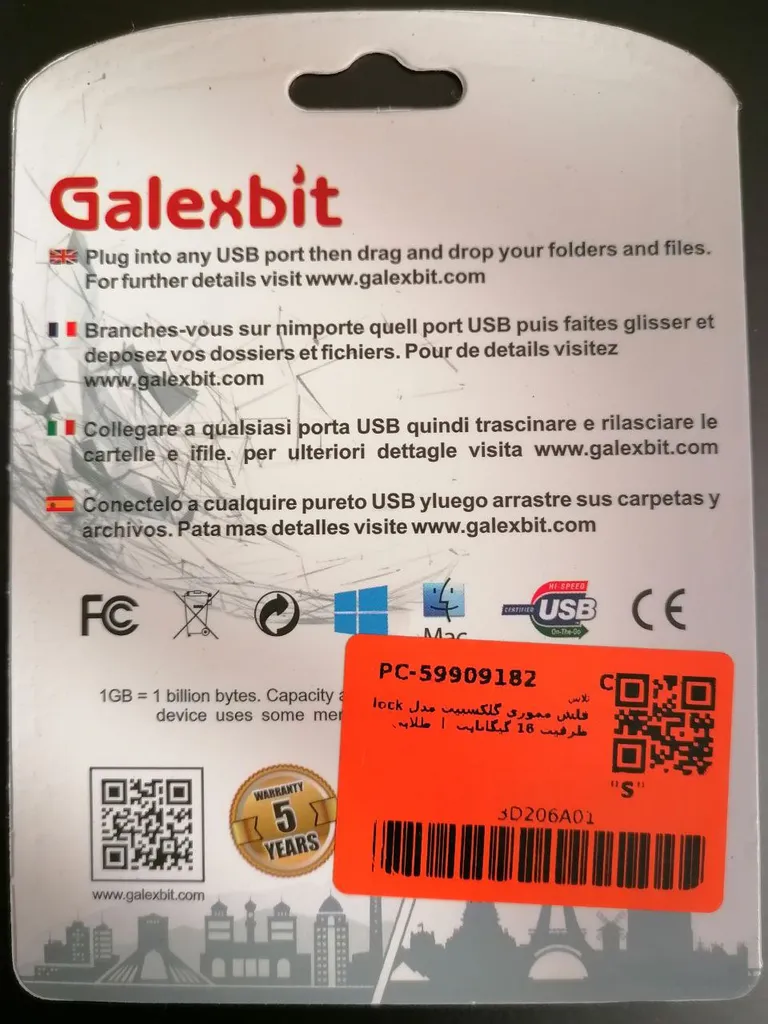 Galexbit
Plug into any USB port then drag and drop your folders and files.
For further details visit www.galexbit.com
Branches-vous sur nimporte quell port USB puis faites glisser et
deposez vos dossiers et fichiers. Pour de details visitez
www.galexbit.com
Collegare a qualsiasi porta USB quindi trascinare e rilasciare le
cartelle e ifile. per ulteriori dettagle visita www.galexbit.com
Conectelo a cualquire pureto USB yluego arrastre sus carpetas y
archivos. Pata mas detalles visite www.galexbit.com
FC
Mac
HI-SPEED
CERTIFIED USB
On-The-Go
CE
1GB = 1 billion bytes. Capacity
device uses some
PC-59909182
C
فلش مموری گلکسبیت مدل lock
ظرفیت 16 گیگابایت | طلایی
"S"
3D206A01
WARRANTY
5
YEARS
www.galexbit.com